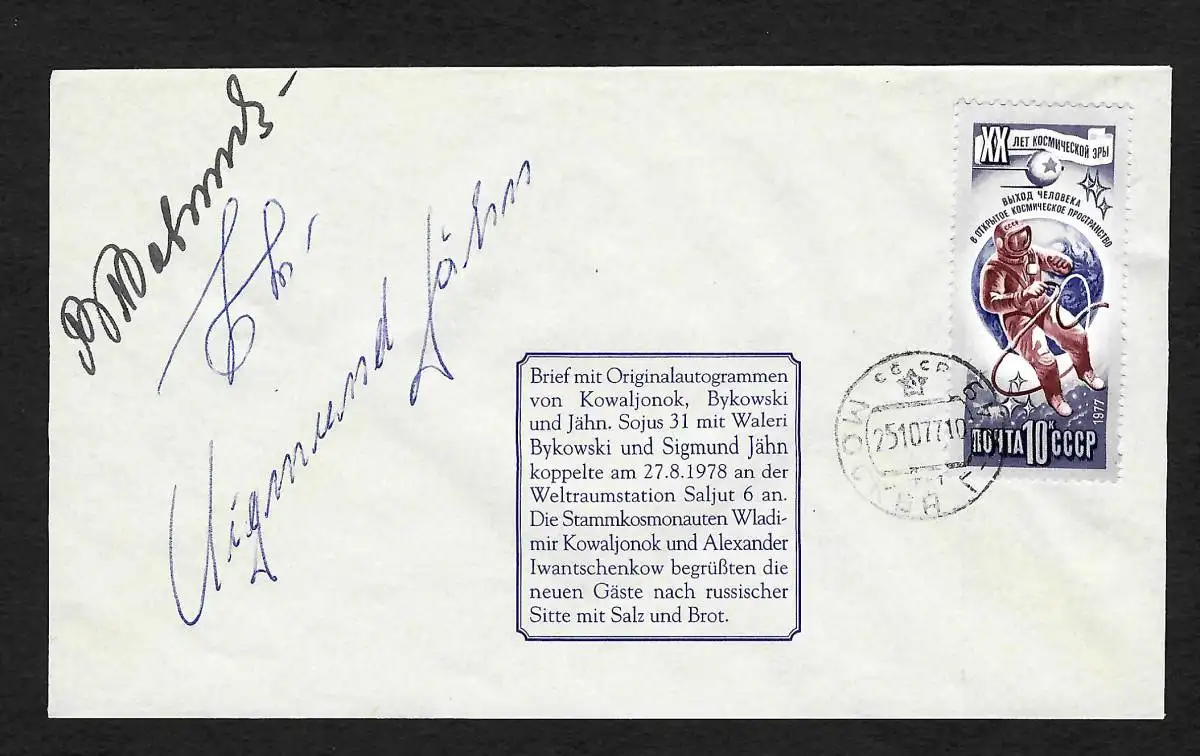 Sigmund Jähn
XX ЛЕТ КОСМИЧЕСКОЙ ЭРЫ
ВЫХОД ЧЕЛОВЕКА
В ОТКРЫТОЕ КОСМИЧЕСКОЕ ПРОСТРАНСТВО
СССР
1977
ПОЧТА 10К СССР
СССР
25107710
МОСКВА
Brief mit Originalautogrammen
von Kowaljonok, Bykowski
und Jähn. Sojus 31 mit Waleri
Bykowski und Sigmund Jähn
koppelte am 27.8.1978 an der
Weltraumstation Saljut 6 an.
Die Stammkosmonauten Wladi-
mir Kowaljonok und Alexander
Iwantschenkow begrüßten die
neuen Gäste nach russischer
Sitte mit Salz und Brot.